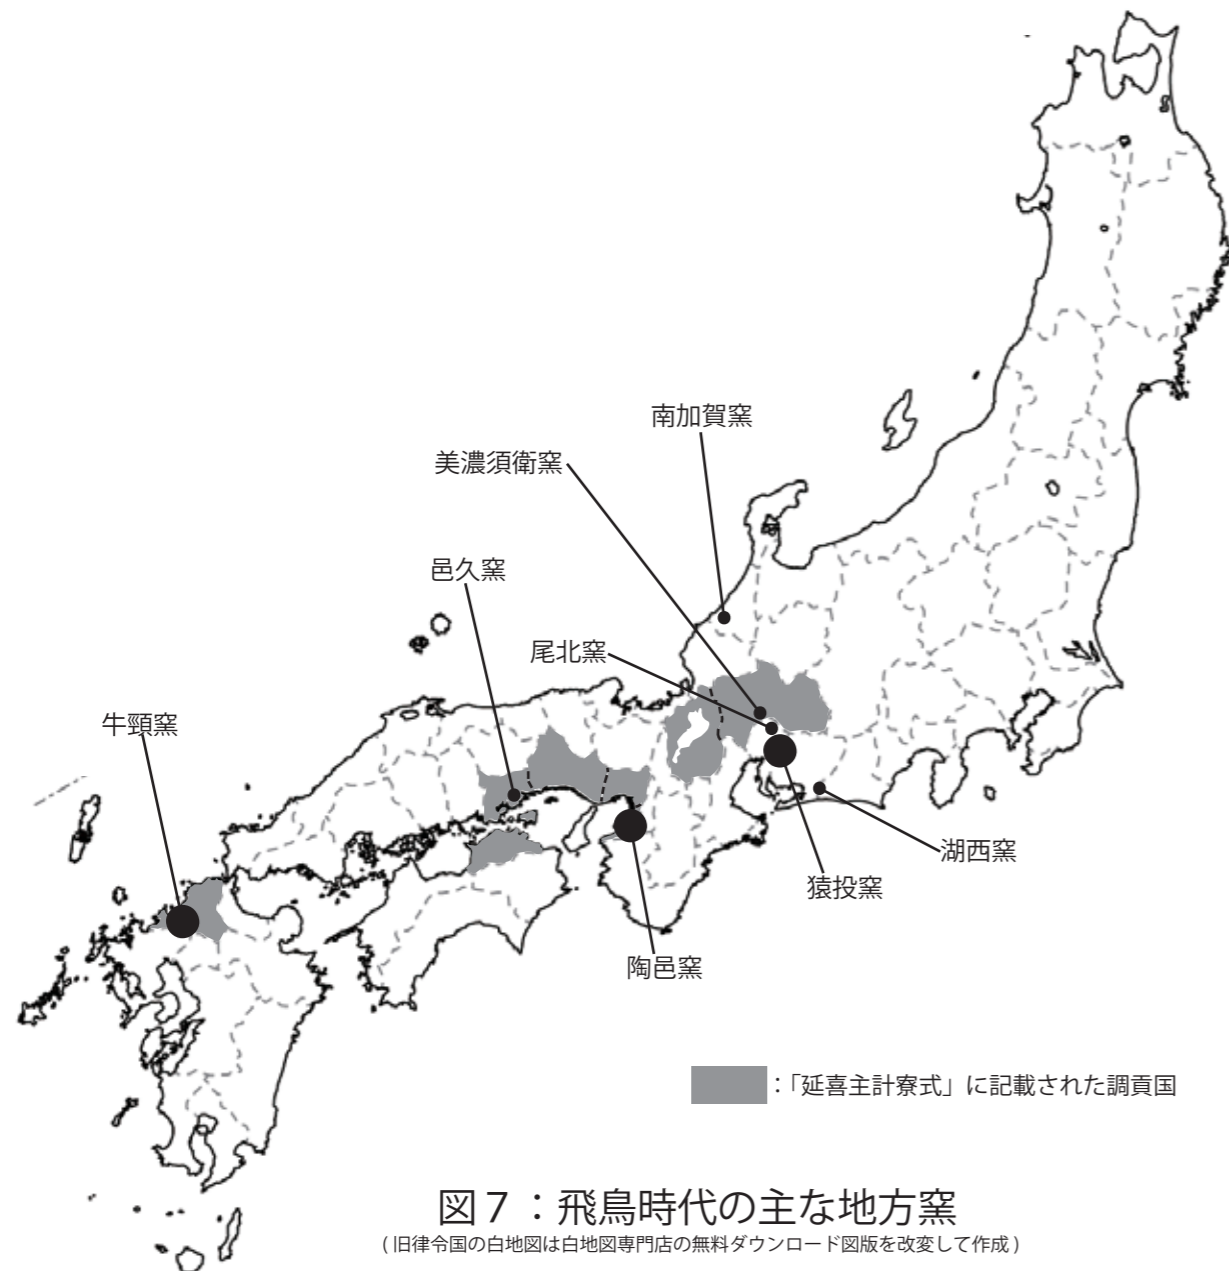 南加賀窯
美濃須衛窯
邑久窯
尾北窯
牛頸窯
湖西窯
猿投窯
陶邑窯
：「延喜主計寮式」に記載された調貢国
図７：飛鳥時代の主な地方窯
( 旧律令国の白地図は白地図専門店の無料ダウンロード図版を改変して作成 )